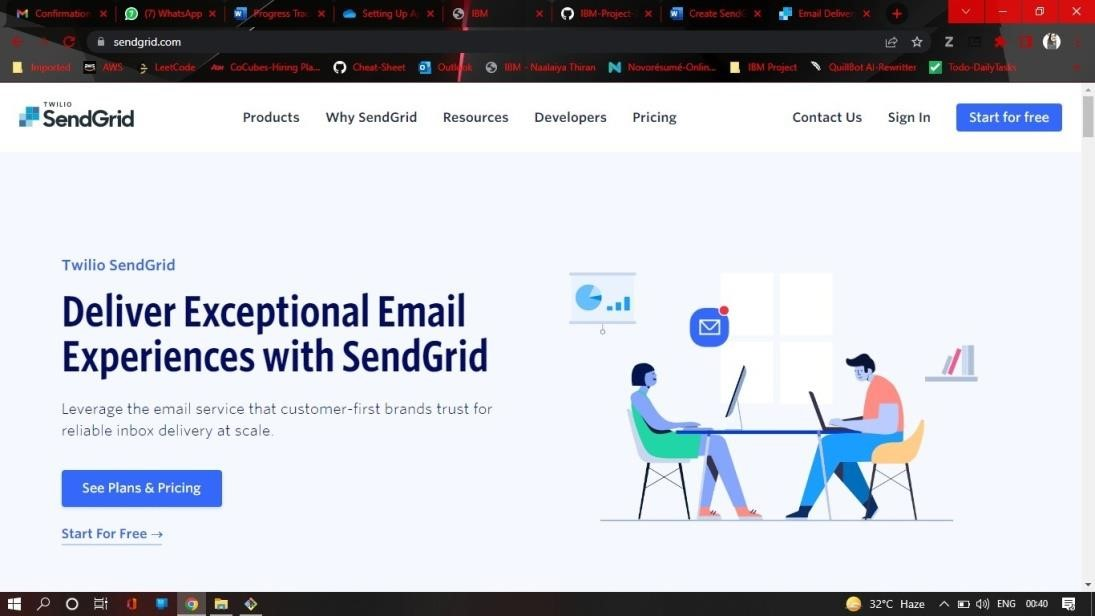 Confirmation
(7) WhatsApp
Progress Trac
Setting Up A
IBM
IBM-Project-
Create SendG
Email Deliver
sendgrid.com
Z
Imported
aws AWS
LeetCode
CoCubes-Hiring Pla...
Cheat-Sheet
Outlook
IBM - Naalaiya Thiran
Novorésumé-Onlin...
IBM Project
QuillBot AI-Rewritter
Todo-DailyTasks
TWILIO
SendGrid
Products
Why SendGrid
Resources
Developers
Pricing
Contact Us
Sign In
Start for free
Twilio SendGrid
Deliver Exceptional Email
Experiences with SendGrid
Leverage the email service that customer-first brands trust for
reliable inbox delivery at scale.
See Plans & Pricing
Start For Free →
32°C Haze
ENG
00:40